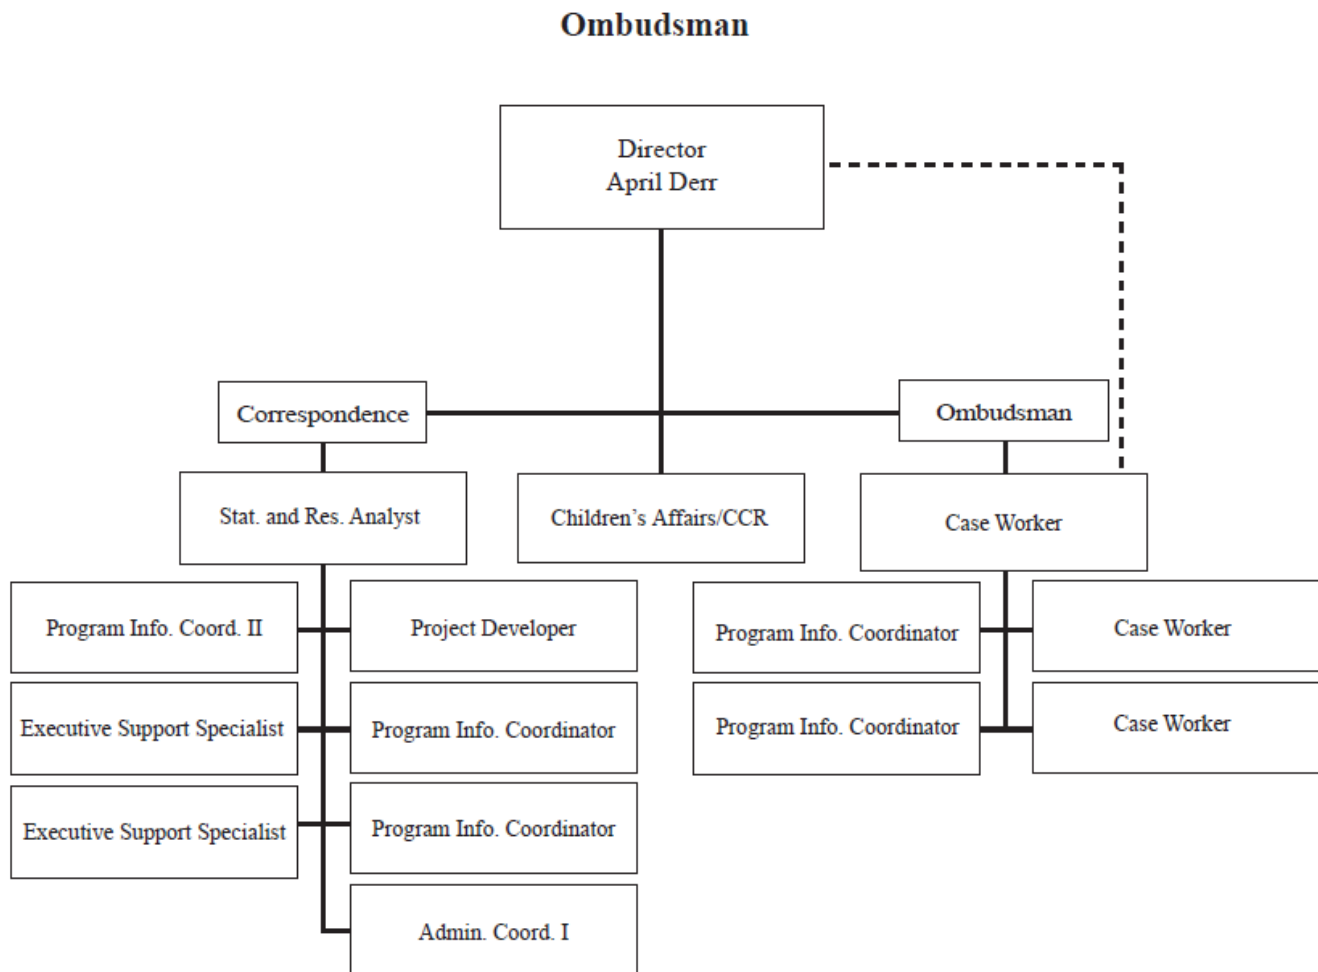 Ombudsman
Director
April Derr
Correspondence
Ombudsman
Stat. and Res. Analyst
Children's Affairs/CCR
Case Worker
Program Info. Coord. II
Project Developer
Program Info. Coordinator
Case Worker
Executive Support Specialist
Program Info. Coordinator
Program Info. Coordinator
Case Worker
Executive Support Specialist
Program Info. Coordinator
Admin. Coord. I